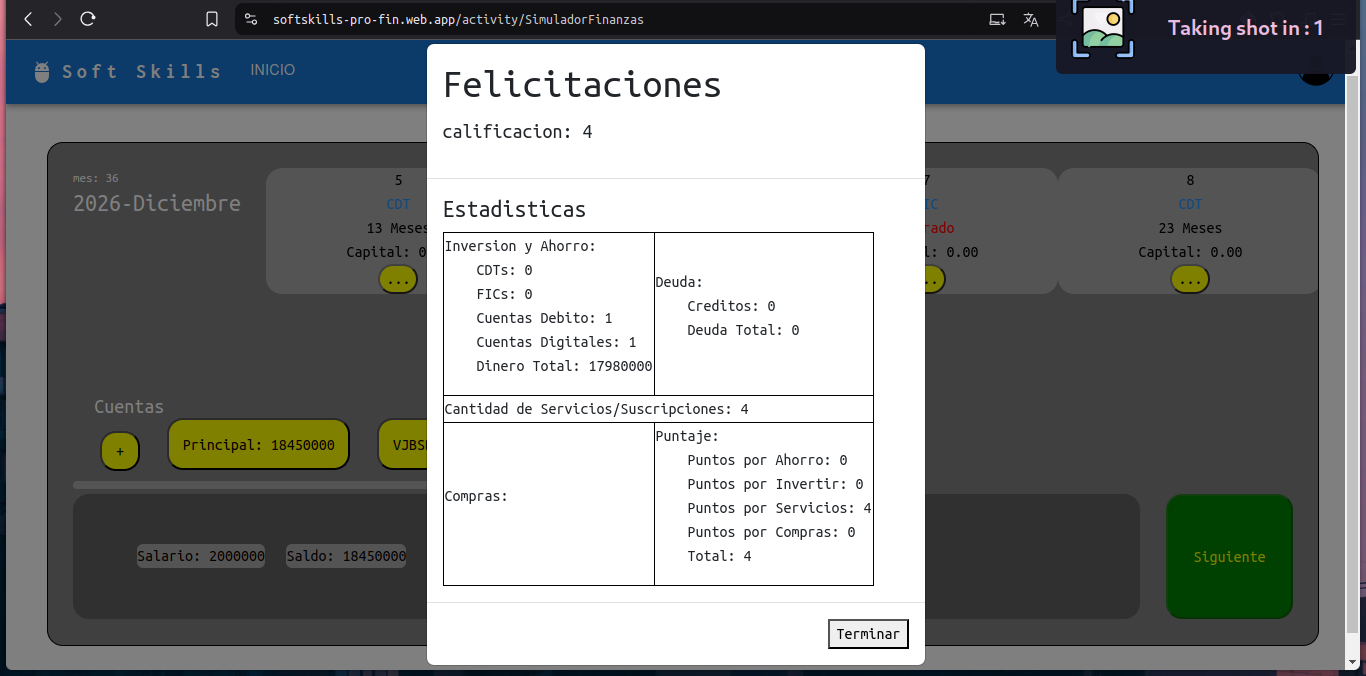 softskills-pro-fin.web.app/activity/SimuladorFinanzas
Taking shot in : 1
Soft Skills
INICIO
Felicitaciones
calificacion: 4
mes: 36
2026-Diciembre
5
CDT
13 Meses
Capital: 0
...
7
IC
rado
l: 0.00
..
8
CDT
23 Meses
Capital: 0.00
...
Estadisticas
Inversion y Ahorro:
CDTs: 0
FICs: 0
Cuentas Debito: 1
Cuentas Digitales: 1
Dinero Total: 17980000
Deuda:
Creditos: 0
Deuda Total: 0
Cantidad de Servicios/Suscripciones: 4
Compras:
Puntaje:
Puntos por Ahorro: 0
Puntos por Invertir: 0
Puntos por Servicios: 4
Puntos por Compras: 0
Total: 4
Cuentas
+
Principal: 18450000
Salario: 2000000
Saldo: 18450000
Siguiente
Terminar